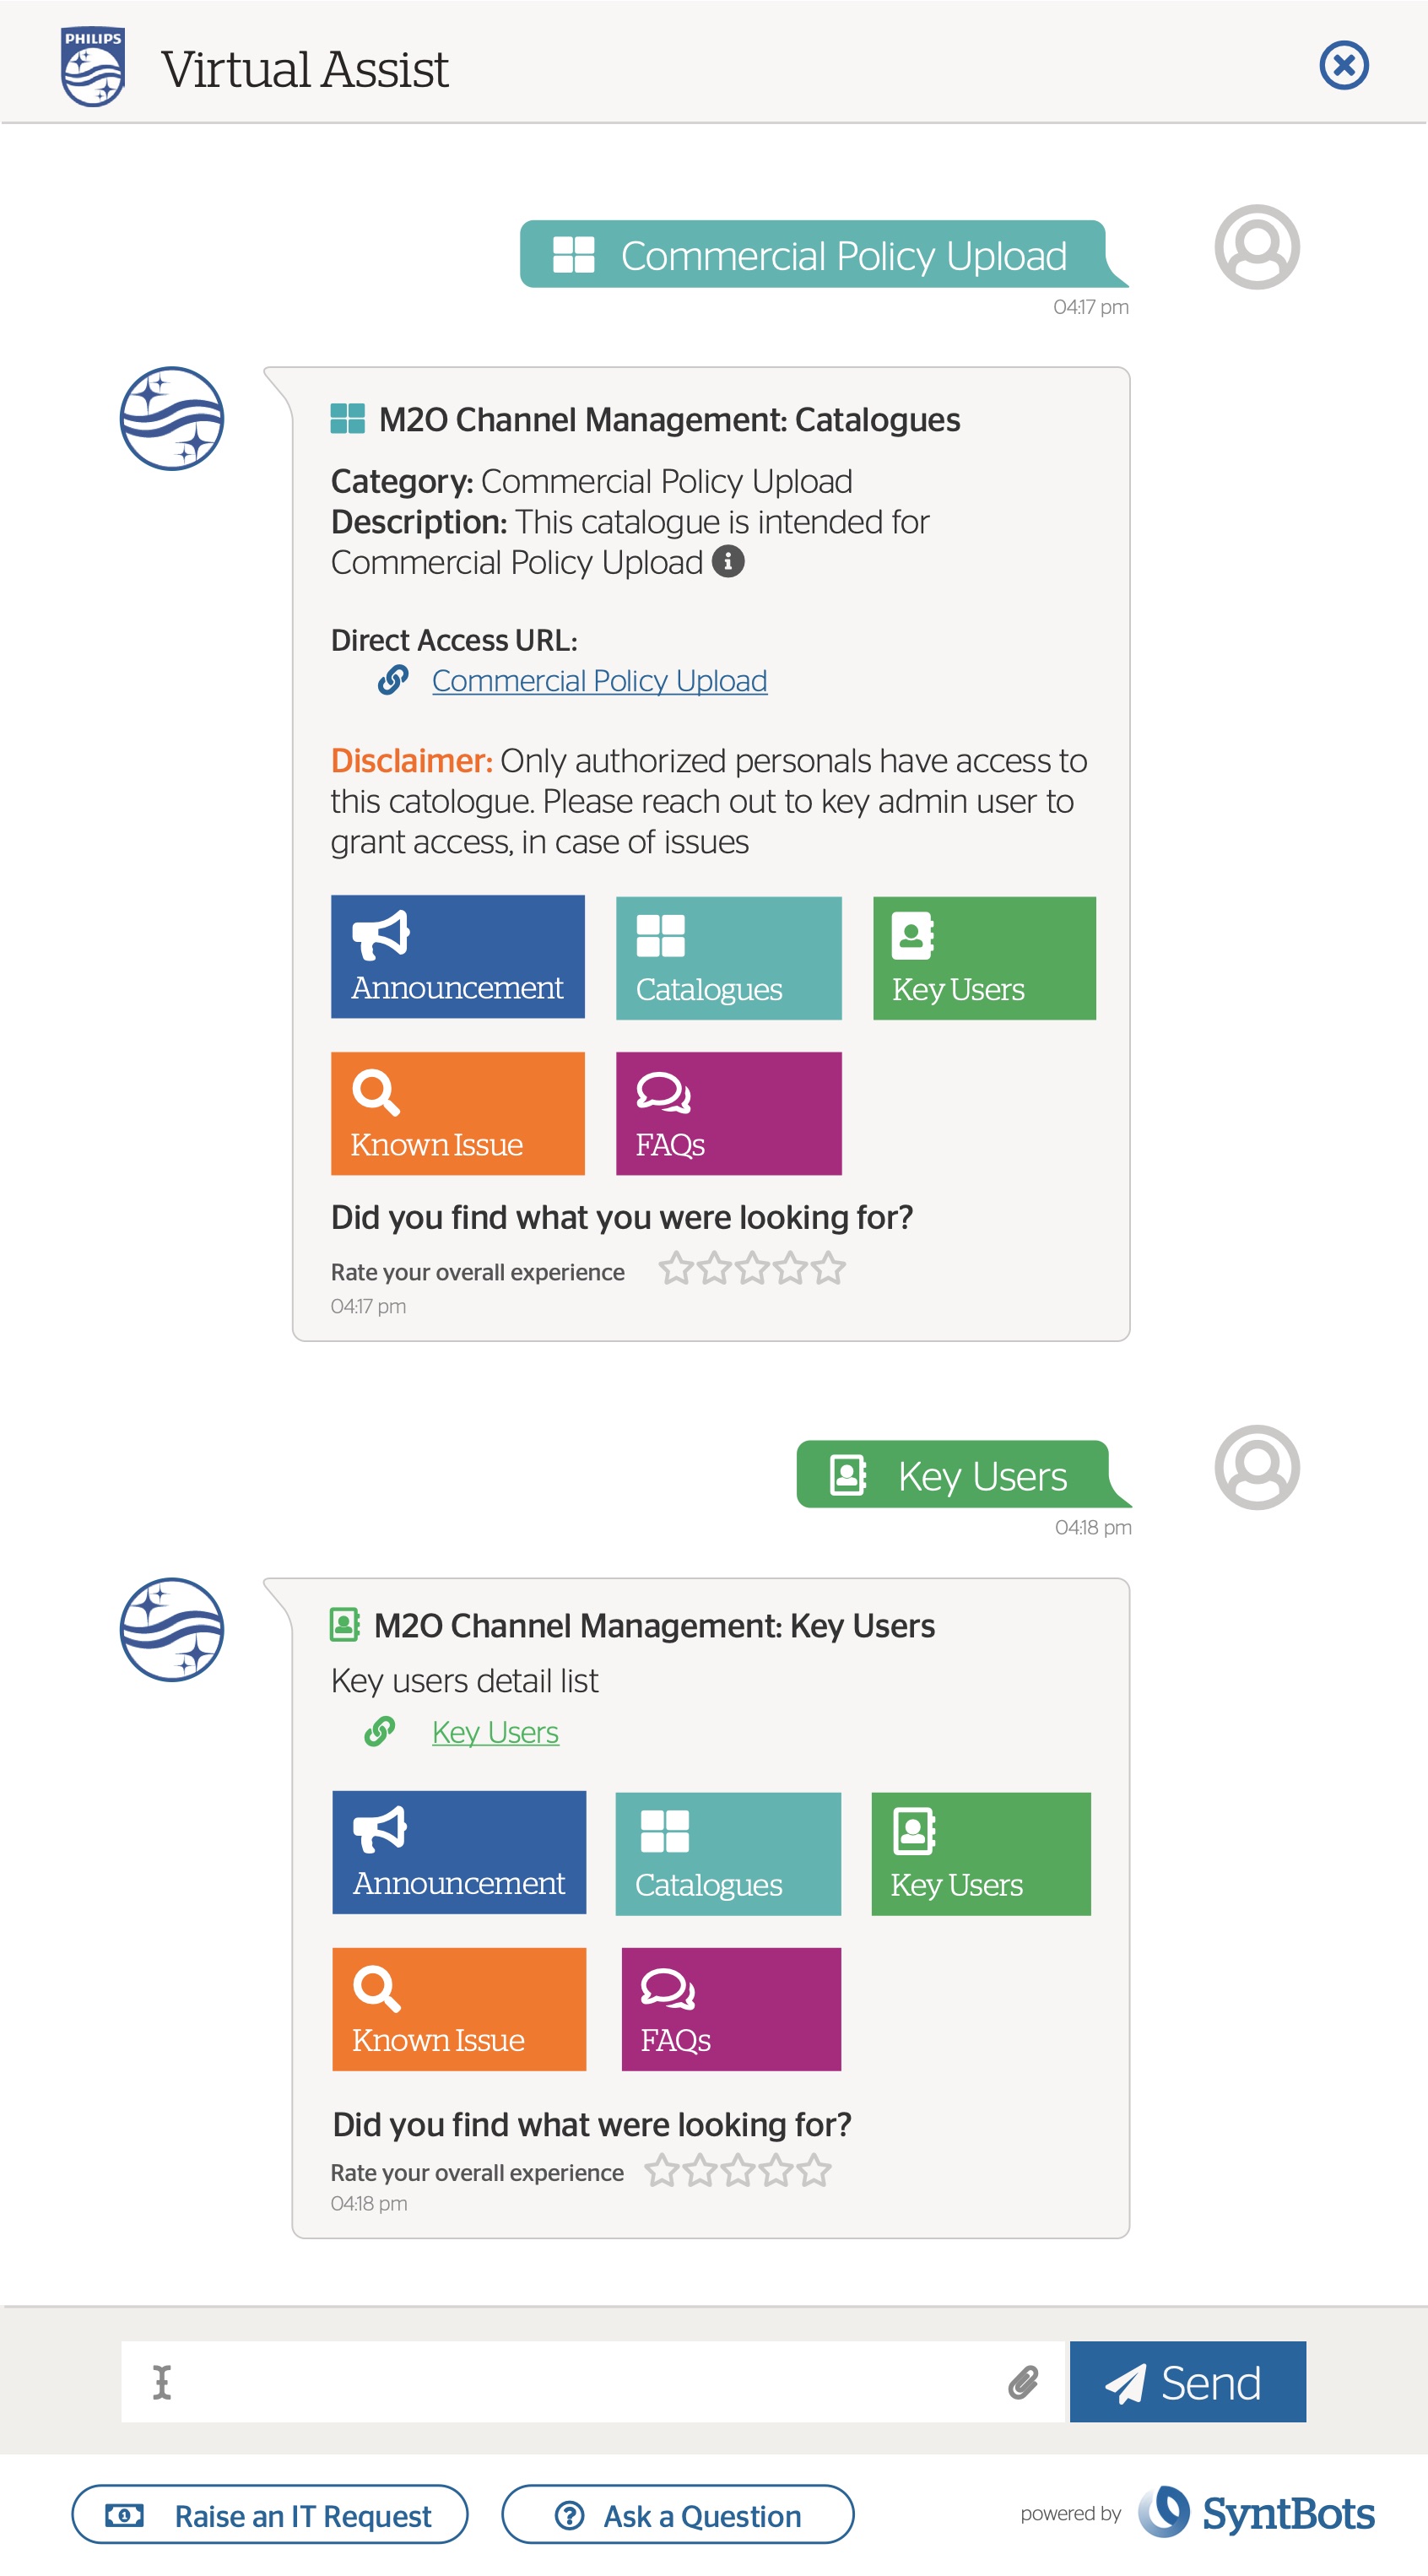 PHILIPS
Virtual Assist
Commercial Policy Upload
04:17 pm
M2O Channel Management: Catalogues
Category: Commercial Policy Upload
Description: This catalogue is intended for
Commercial Policy Upload
Direct Access URL:
Commercial Policy Upload
Disclaimer: Only authorized personals have access to
this catologue. Please reach out to key admin user to
grant access, in case of issues
Announcement
Catalogues
Key Users
Known Issue
FAQs
Did you find what you were looking for?
Rate your overall experience
04:17 pm
Key Users
04:18 pm
M2O Channel Management: Key Users
Key users detail list
Key Users
Announcement
Catalogues
Key Users
Known Issue
FAQs
Did you find what were looking for?
Rate your overall experience
04:18 pm
Send
Raise an IT Request
Ask a Question
powered by SyntBots